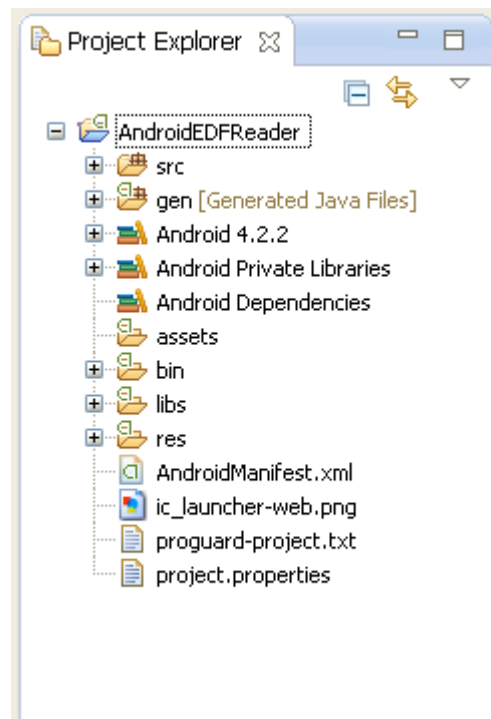 Project Explorer
AndroidEDFReader
src
gen [Generated Java Files]
Android 4.2.2
Android Private Libraries
Android Dependencies
assets
bin
libs
res
AndroidManifest.xml
ic_launcher-web.png
proguard-project.txt
project.properties